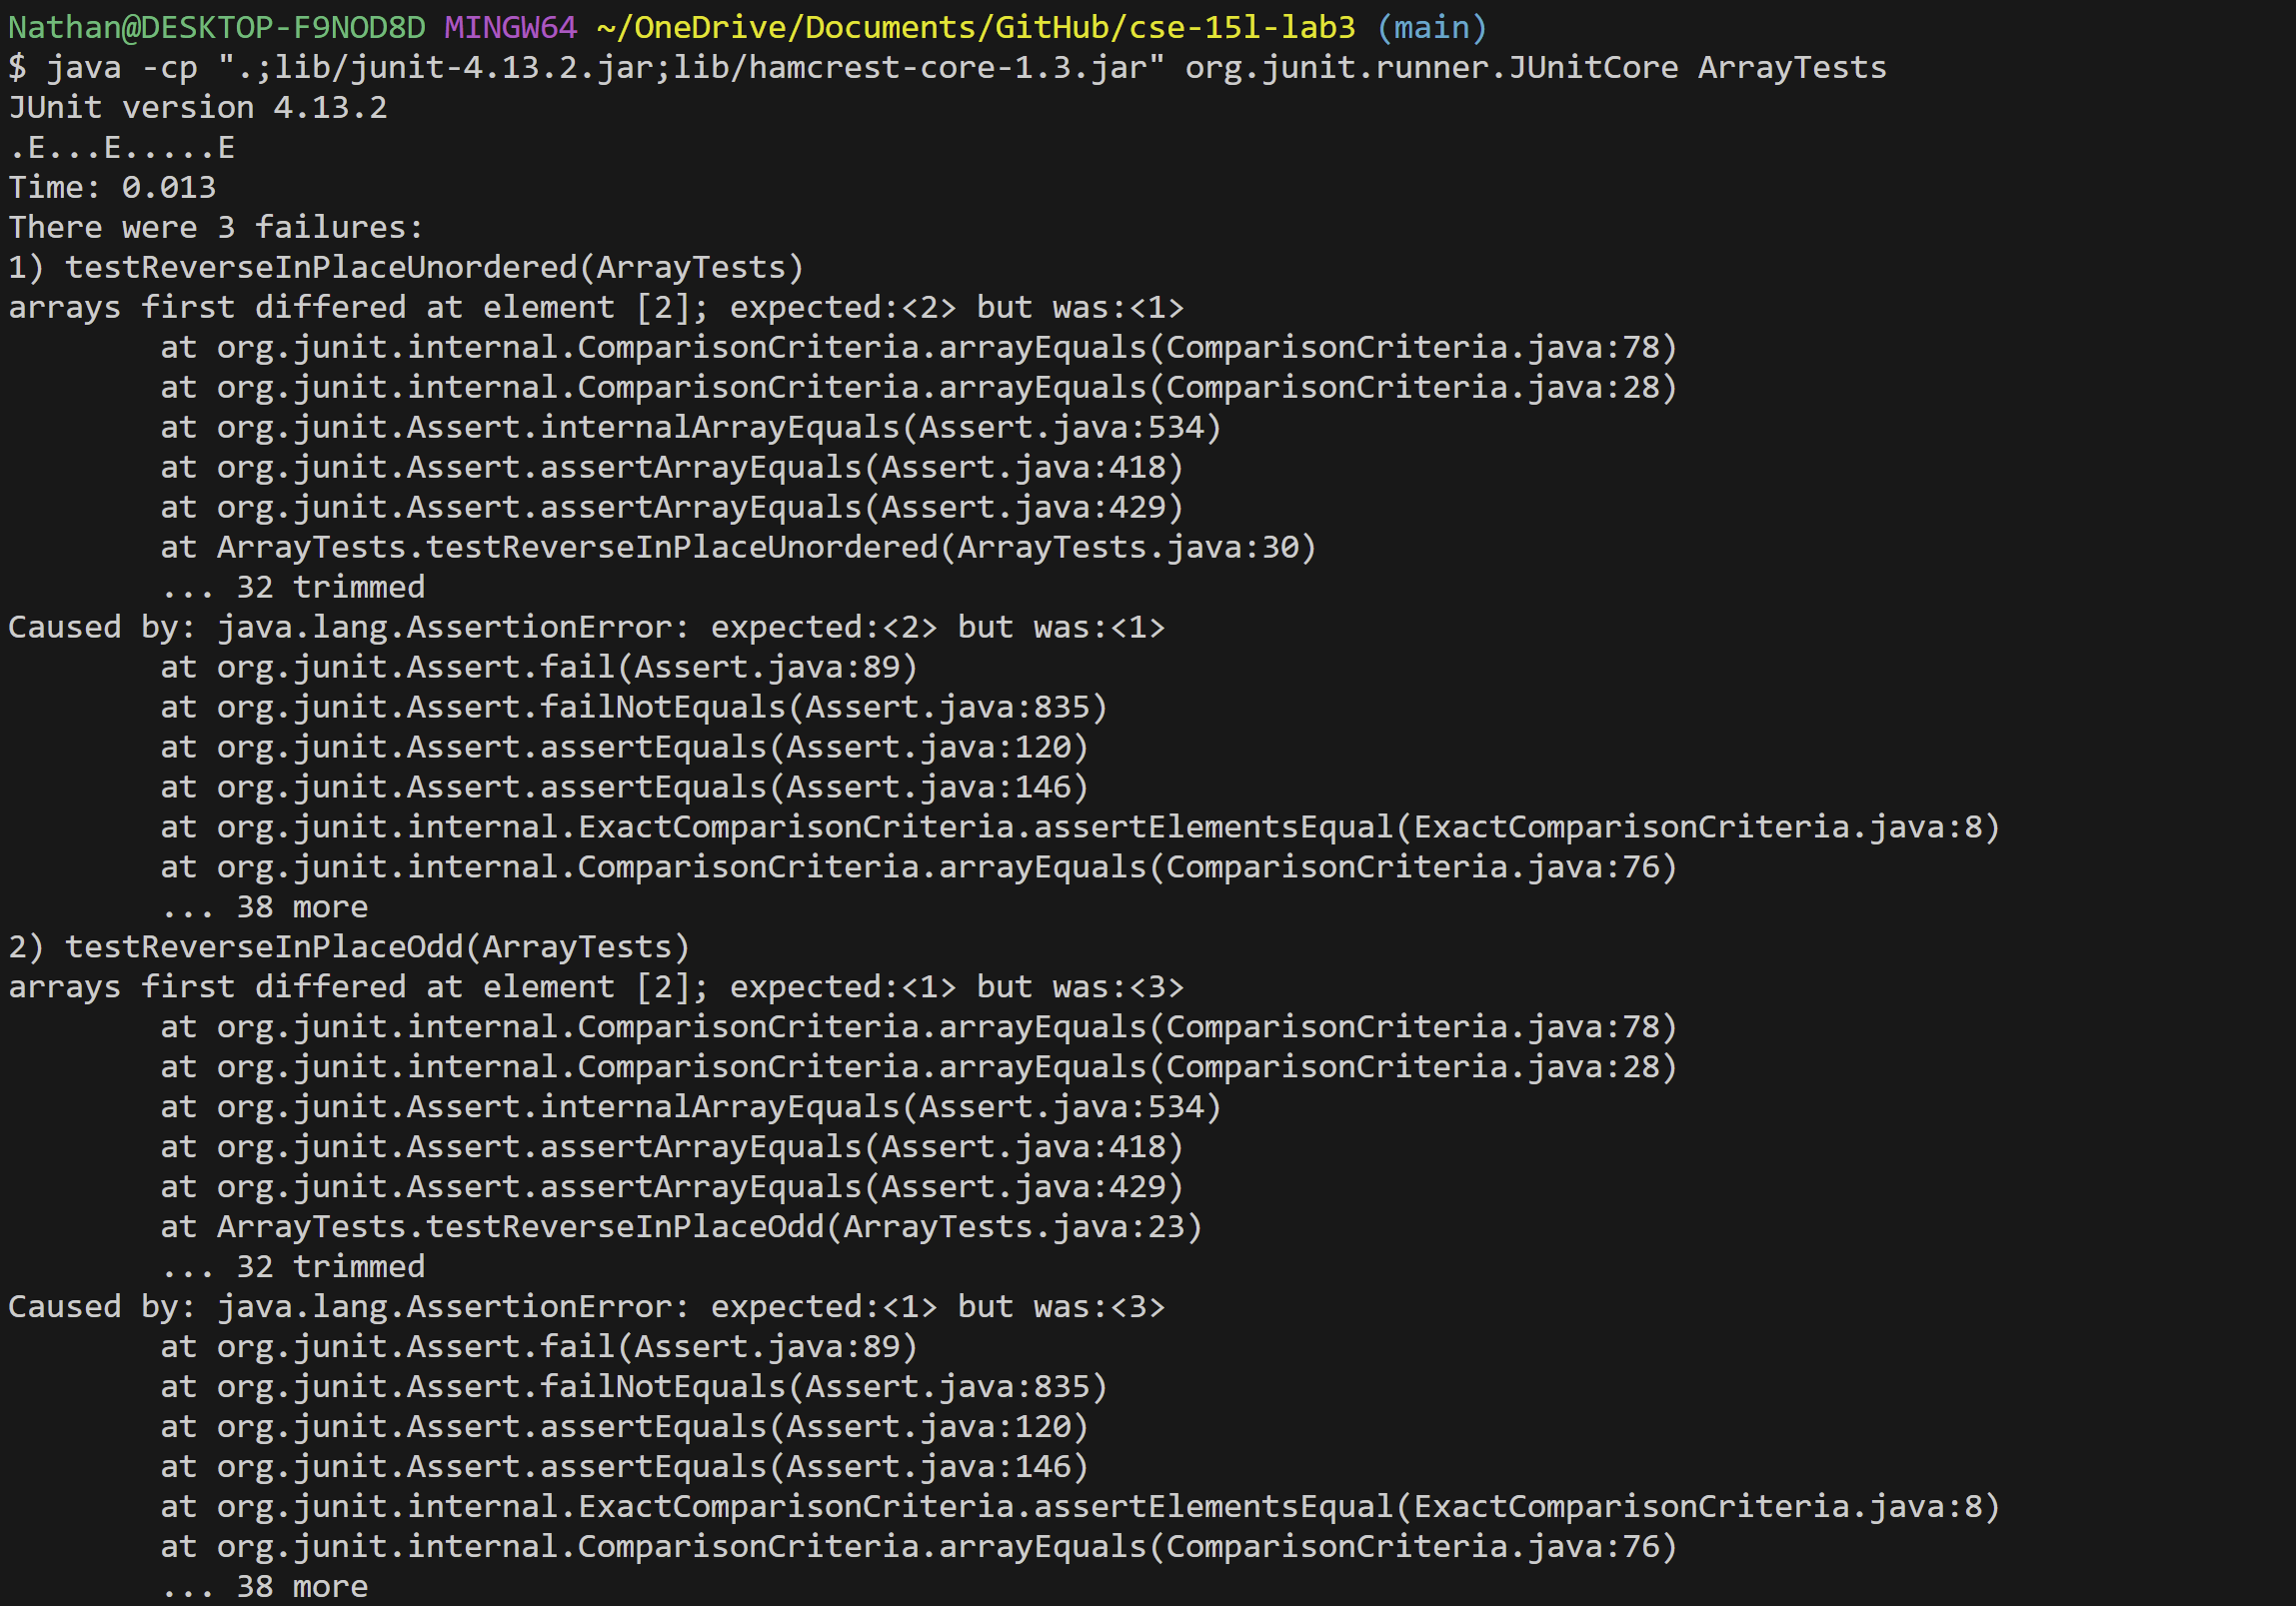 Nathan@DESKTOP-F9NOD8D MINGW64 ~/OneDrive/Documents/GitHub/cse-15l-lab3 (main)
$ java -cp ".;lib/junit-4.13.2.jar;lib/hamcrest-core-1.3.jar" org.junit.runner.JUnitCore ArrayTests
JUnit version 4.13.2
.E...E.....E
Time: 0.013
There were 3 failures:
1) testReverseInPlaceUnordered(ArrayTests)
arrays first differed at element [2]; expected:<2> but was:<1>
        at org.junit.internal.ComparisonCriteria.arrayEquals(ComparisonCriteria.java:78)
        at org.junit.internal.ComparisonCriteria.arrayEquals(ComparisonCriteria.java:28)
        at org.junit.Assert.internalArrayEquals(Assert.java:534)
        at org.junit.Assert.assertArrayEquals(Assert.java:418)
        at org.junit.Assert.assertArrayEquals(Assert.java:429)
        at ArrayTests.testReverseInPlaceUnordered(ArrayTests.java:30)
        ... 32 trimmed
Caused by: java.lang.AssertionError: expected:<2> but was:<1>
        at org.junit.Assert.fail(Assert.java:89)
        at org.junit.Assert.failNotEquals(Assert.java:835)
        at org.junit.Assert.assertEquals(Assert.java:120)
        at org.junit.Assert.assertEquals(Assert.java:146)
        at org.junit.internal.ExactComparisonCriteria.assertElementsEqual(ExactComparisonCriteria.java:8)
        at org.junit.internal.ComparisonCriteria.arrayEquals(ComparisonCriteria.java:76)
        ... 38 more
2) testReverseInPlaceOdd(ArrayTests)
arrays first differed at element [2]; expected:<1> but was:<3>
        at org.junit.internal.ComparisonCriteria.arrayEquals(ComparisonCriteria.java:78)
        at org.junit.internal.ComparisonCriteria.arrayEquals(ComparisonCriteria.java:28)
        at org.junit.Assert.internalArrayEquals(Assert.java:534)
        at org.junit.Assert.assertArrayEquals(Assert.java:418)
        at org.junit.Assert.assertArrayEquals(Assert.java:429)
        at ArrayTests.testReverseInPlaceOdd(ArrayTests.java:23)
        ... 32 trimmed
Caused by: java.lang.AssertionError: expected:<1> but was:<3>
        at org.junit.Assert.fail(Assert.java:89)
        at org.junit.Assert.failNotEquals(Assert.java:835)
        at org.junit.Assert.assertEquals(Assert.java:120)
        at org.junit.Assert.assertEquals(Assert.java:146)
        at org.junit.internal.ExactComparisonCriteria.assertElementsEqual(ExactComparisonCriteria.java:8)
        at org.junit.internal.ComparisonCriteria.arrayEquals(ComparisonCriteria.java:76)
        ... 38 more